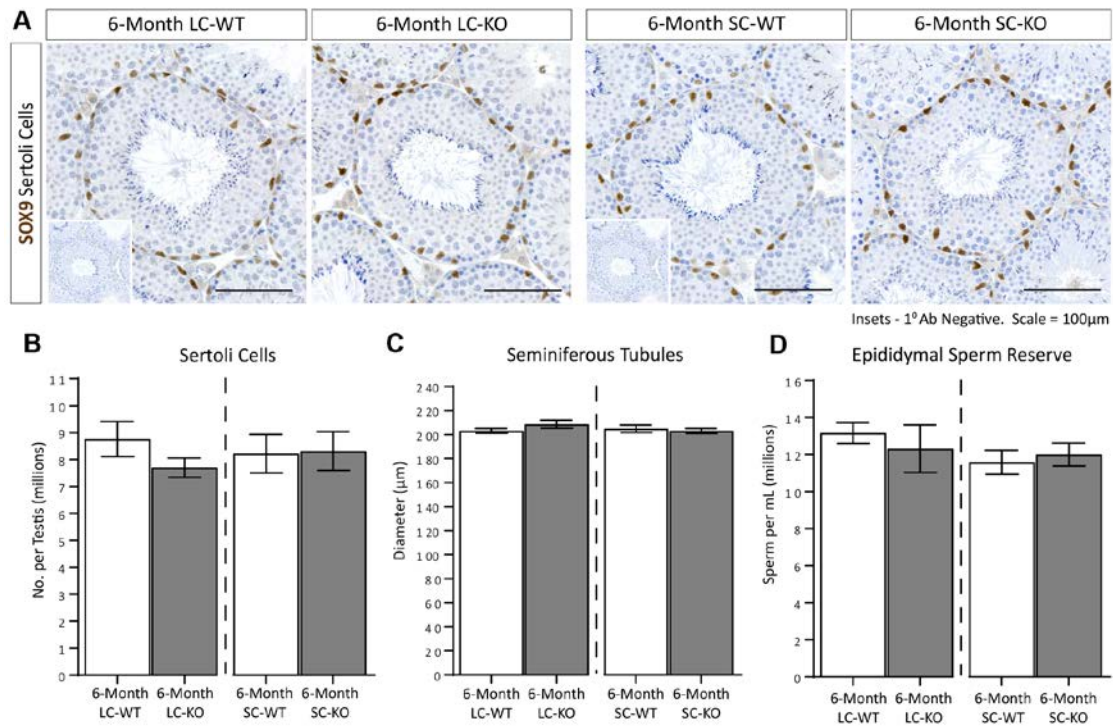 A
6-Month LC-WT
6-Month LC-KO
6-Month SC-WT
6-Month SC-KO
SOX9 Sertoli Cells
Insets - 1⁰ Ab Negative. Scale = 100µm
B
Sertoli Cells
No. per Testis (millions)
11
10
9
8
7
6
5
4
3
2
1
0
6-Month
LC-WT
6-Month
LC-KO
6-Month
SC-WT
6-Month
SC-KO
C
Seminiferous Tubules
Diameter (µm)
240
220
200
180
160
140
120
100
80
60
40
20
0
6-Month
LC-WT
6-Month
LC-KO
6-Month
SC-WT
6-Month
SC-KO
D
Epididymal Sperm Reserve
Sperm per mL (millions)
16
14
12
10
8
6
4
2
0
6-Month
LC-WT
6-Month
LC-KO
6-Month
SC-WT
6-Month
SC-KO